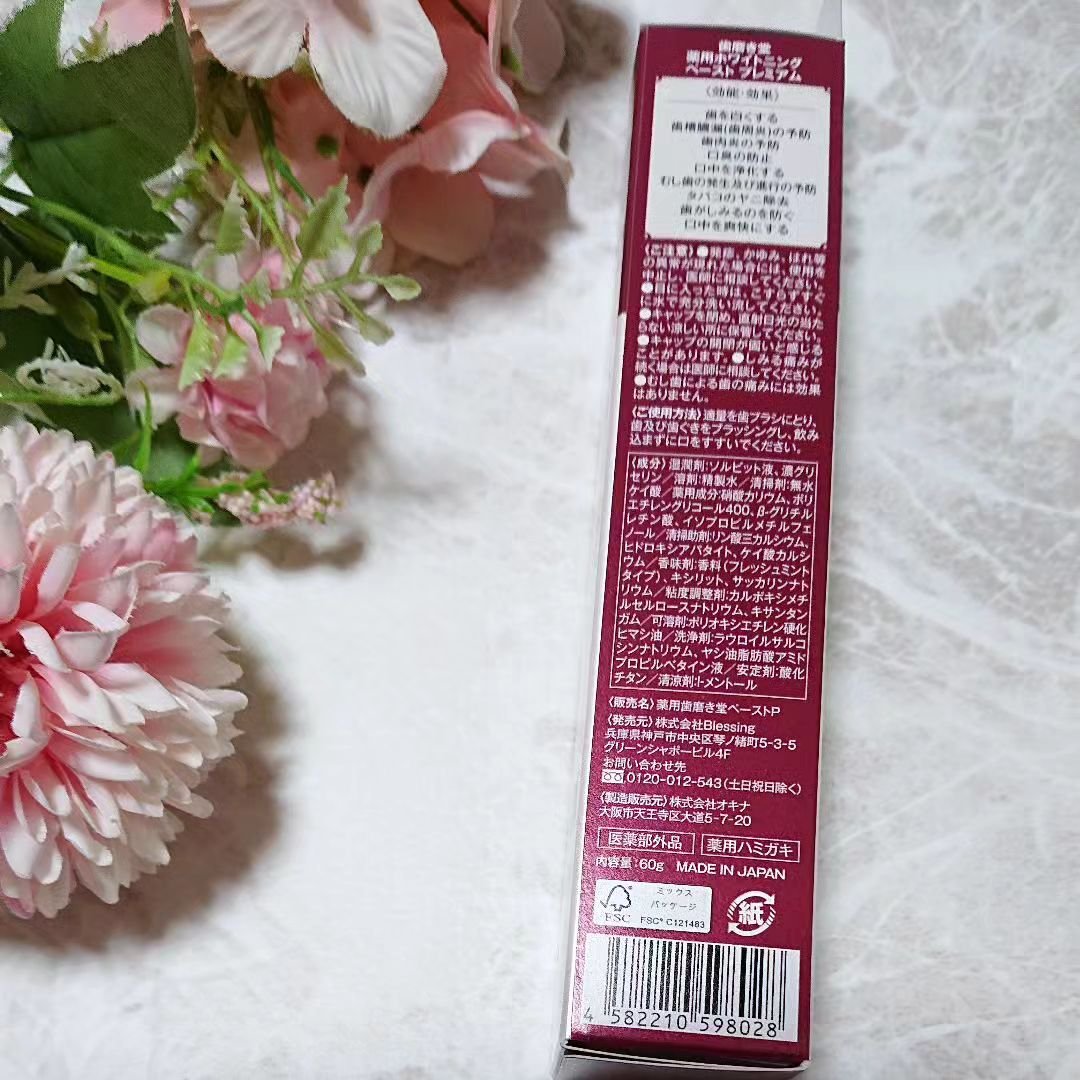 歯磨き堂
薬用ホワイトニング
ペースト プレミアム
〈効能・効果〉
歯を白くする
歯槽膿漏(歯周炎)の予防
歯肉炎の予防
口臭の防止
口中を浄化する
むし歯の発生及び進行の予防
タバコのヤニ除去
歯がしみるのを防ぐ
口中を爽快にする
〈ご注意〉●発疹、かゆみ、はれ等
の異常が現れた場合には、使用を
中止し、医師に相談してください。
●目に入った時は、こすらずすぐ
に水で充分洗い流してください。
●キャップを閉め、直射日光の当た
らない涼しい所に保管してください。
●キャップの開閉が固いと感じる
ことがあります。●しみる痛みが
続く場合は医師に相談してください。
●むし歯による歯の痛みには効果
はありません。
〈ご使用方法〉適量を歯ブラシにとり、
歯及び歯ぐきをブラッシングし、飲み
込まずに口をすすいでください。
〈成分〉湿潤剤:ソルビット液、濃グリ
セリン/溶剤:精製水/清掃剤:無水
ケイ酸/薬用成分:硝酸カリウム、ポリ
エチレングリコール400、β-グリチル
レチン酸、イソプロピルメチルフェ
ノール/清掃助剤:リン酸三カルシウム、
ヒドロキシアパタイト、ケイ酸カルシ
ウム/香味剤:香料(フレッシュミント
タイプ)、キシリット、サッカリンナト
リウム/粘度調整剤:カルボキシメチ
ルセルロースナトリウム、キサンタン
ガム/可溶剤:ポリオキシエチレン硬化
ヒマシ油/洗浄剤:ラウロイルサルコ
シンナトリウム、ヤシ油脂肪酸アミド
プロピルベタイン液/安定剤:酸化
チタン/清涼剤:l-メントール
〈販売名〉薬用歯磨き堂ペーストP
〈発売元〉株式会社Blessing
兵庫県神戸市中央区琴ノ緒町5-3-5
グリーンシャポービル4F
お問い合わせ先
0120-012-543(土日祝日除く)
〈製造販売元〉株式会社オキナ
大阪市天王寺区大道5-7-20
医薬部外品 薬用ハミガキ
内容量:60g MADE IN JAPAN
ミックス
パッケージ
FSC FSC® C121483
紙
4 582210 598028